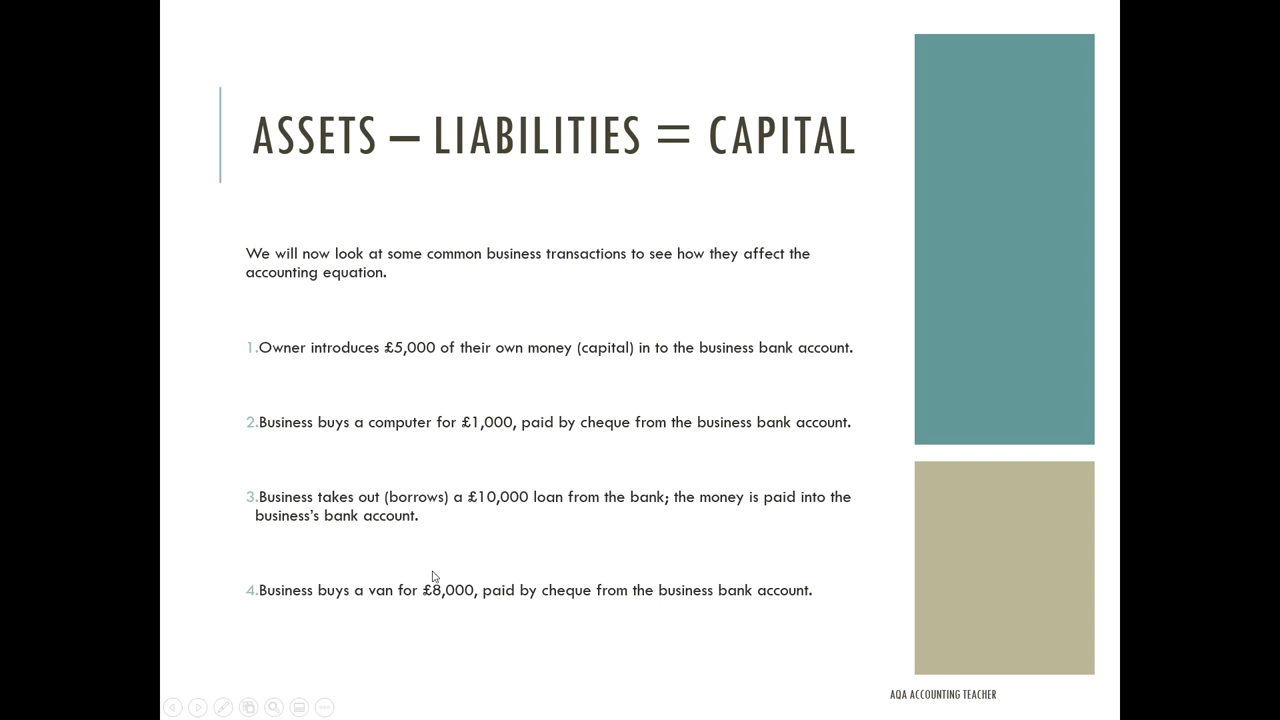 ASSETS – LIABILITIES = CAPITAL
We will now look at some common business transactions to see how they affect the
accounting equation.
1.Owner introduces £5,000 of their own money (capital) in to the business bank account.
2.Business buys a computer for £1,000, paid by cheque from the business bank account.
3.Business takes out (borrows) a £10,000 loan from the bank; the money is paid into the
business's bank account.
4.Business buys a van for £8,000, paid by cheque from the business bank account.
AQA ACCOUNTING TEACHER